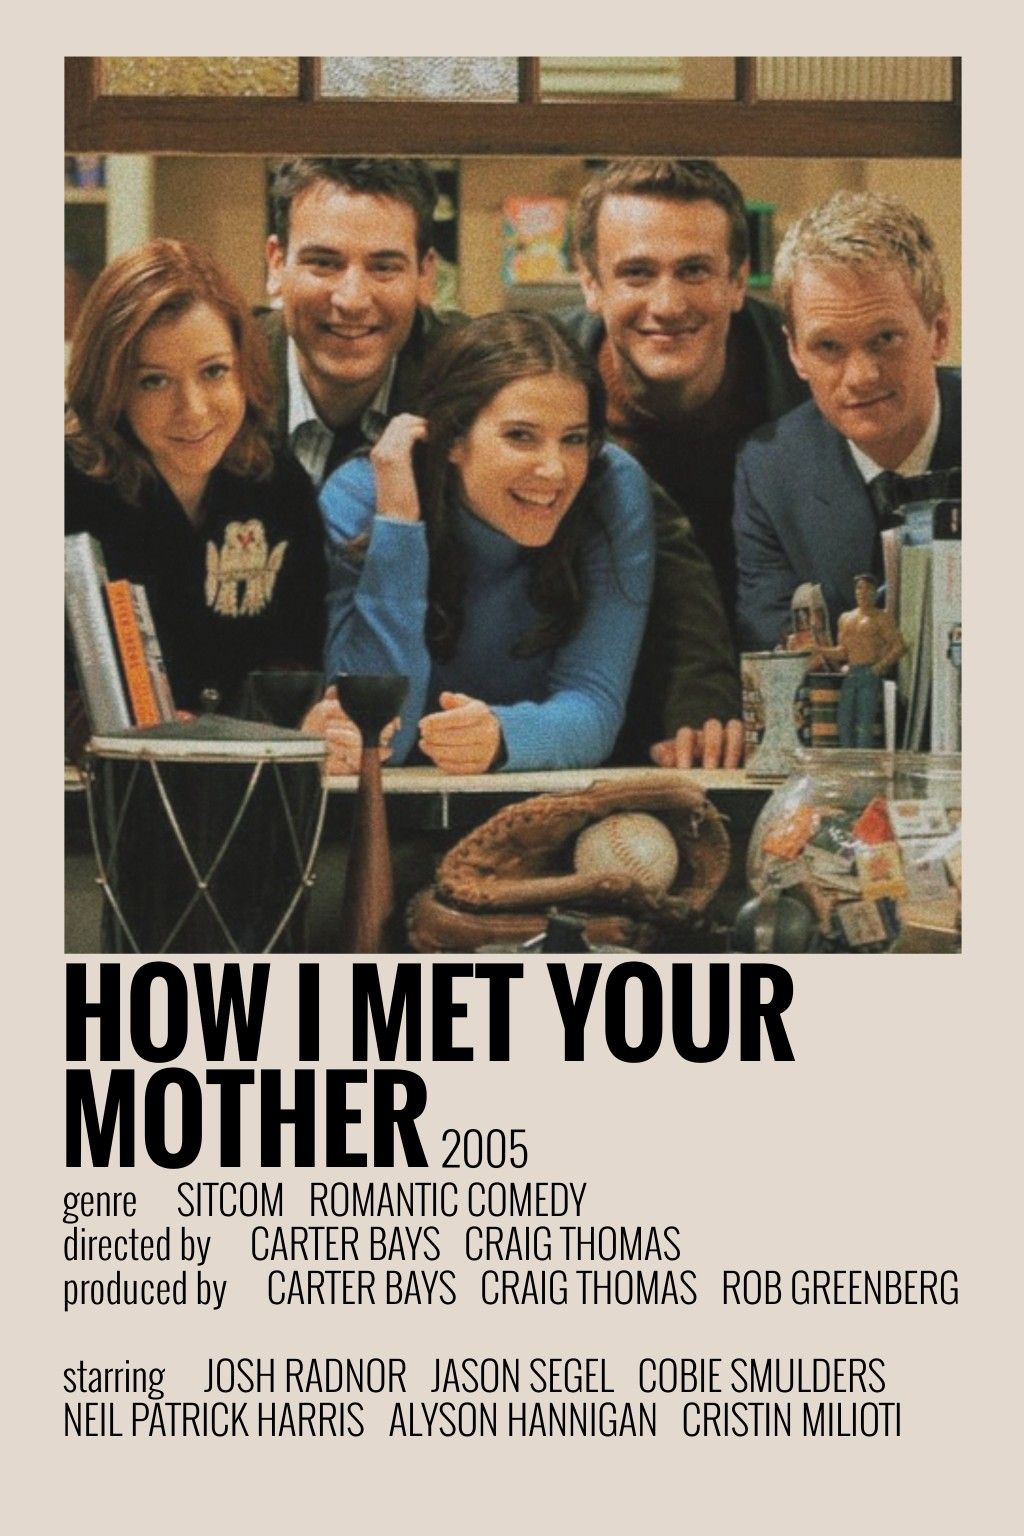 HOW I MET YOUR
MOTHER 2005
genre SITCOM ROMANTIC COMEDY
directed by CARTER BAYS CRAIG THOMAS
produced by CARTER BAYS CRAIG THOMAS ROB GREENBERG
starring JOSH RADNOR JASON SEGEL COBIE SMULDERS
NEIL PATRICK HARRIS ALYSON HANNIGAN CRISTIN MILIOTI